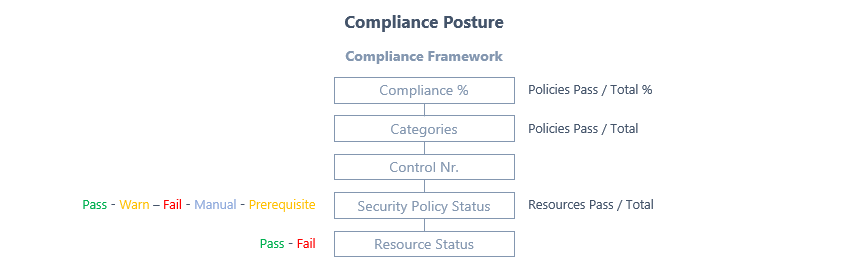 Compliance Posture
Compliance Framework
Compliance % Policies Pass / Total %
Categories Policies Pass / Total
Control Nr.
Pass - Warn – Fail - Manual - Prerequisite Security Policy Status Resources Pass / Total
Pass - Fail Resource Status